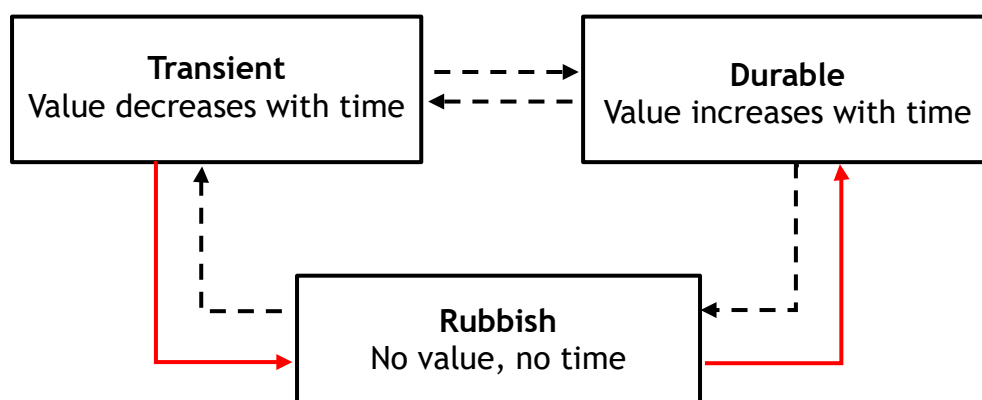 Transient
Value decreases with time
Durable
Value increases with time
Rubbish
No value, no time